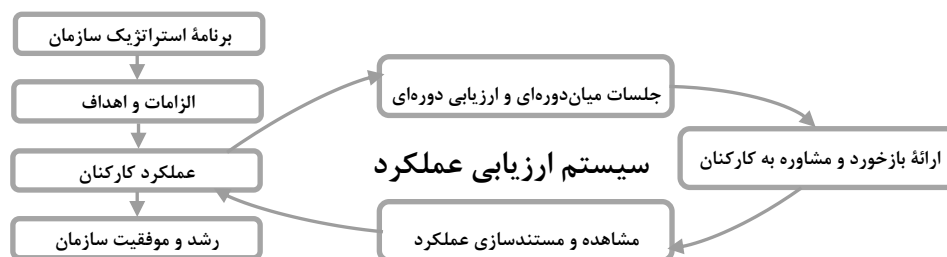 برنامهٔ استراتژیک سازمان
الزامات و اهداف
عملکرد کارکنان
رشد و موفقیت سازمان
جلسات میان‌دوره‌ای و ارزیابی دوره‌ای
سیستم ارزیابی عملکرد
ارائهٔ بازخورد و مشاوره به کارکنان
مشاهده و مستندسازی عملکرد